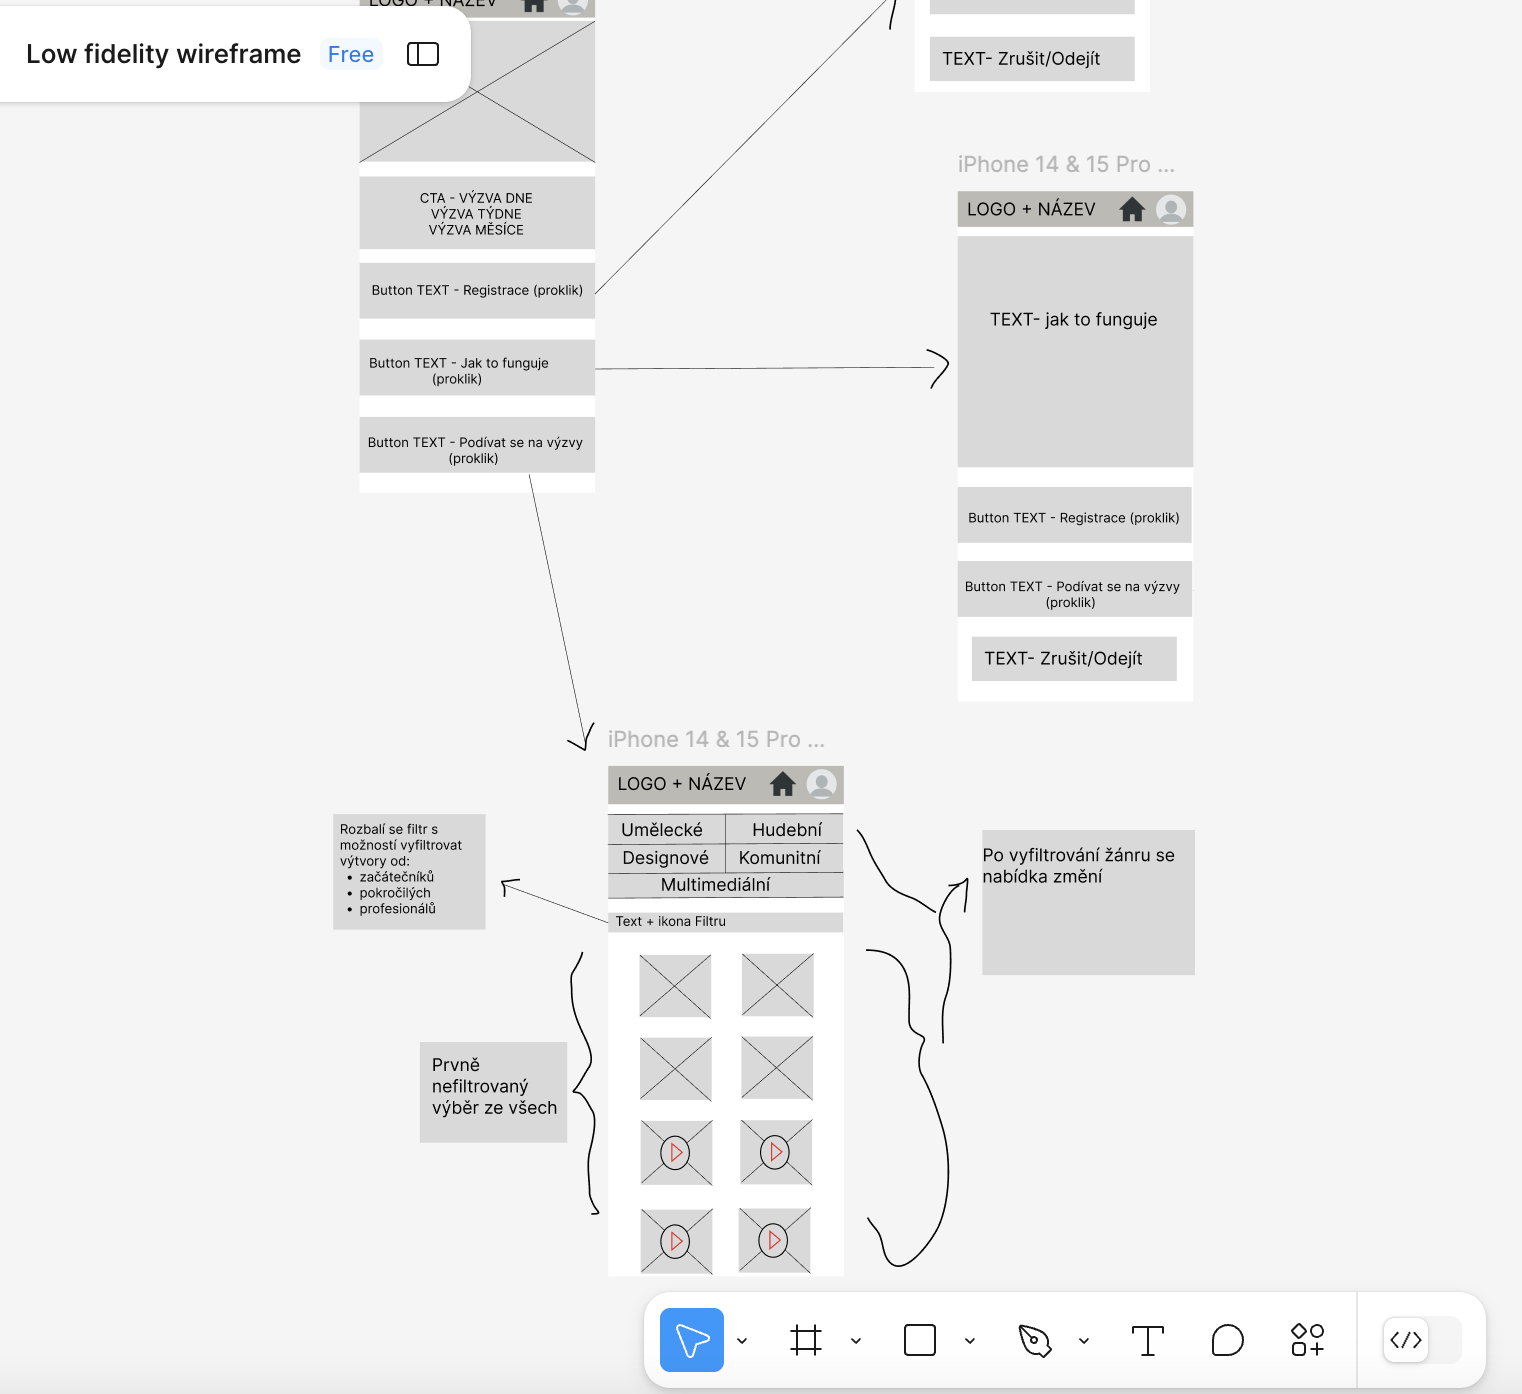 LOGO + NÁZEV
Low fidelity wireframe
Free
CTA - VÝZVA DNE
VÝZVA TÝDNE
VÝZVA MĚSÍCE
Button TEXT - Registrace (proklik)
Button TEXT - Jak to funguje
(proklik)
Button TEXT - Podívat se na výzvy
(proklik)
TEXT- Zrušit/Odejít
iPhone 14 & 15 Pro ...
LOGO + NÁZEV
TEXT- jak to funguje
Button TEXT - Registrace (proklik)
Button TEXT - Podívat se na výzvy
(proklik)
TEXT- Zrušit/Odejít
iPhone 14 & 15 Pro ...
LOGO + NÁZEV
Umělecké
Hudební
Designové
Komunitní
Multimediální
Text + ikona Filtru
Rozbalí se filtr s
možností vyfiltrovat
výtvory od:
• začátečníků
• pokročilých
• profesionálů
Po vyfiltrování žánru se
nabídka změní
Prvně
nefiltrovaný
výběr ze všech